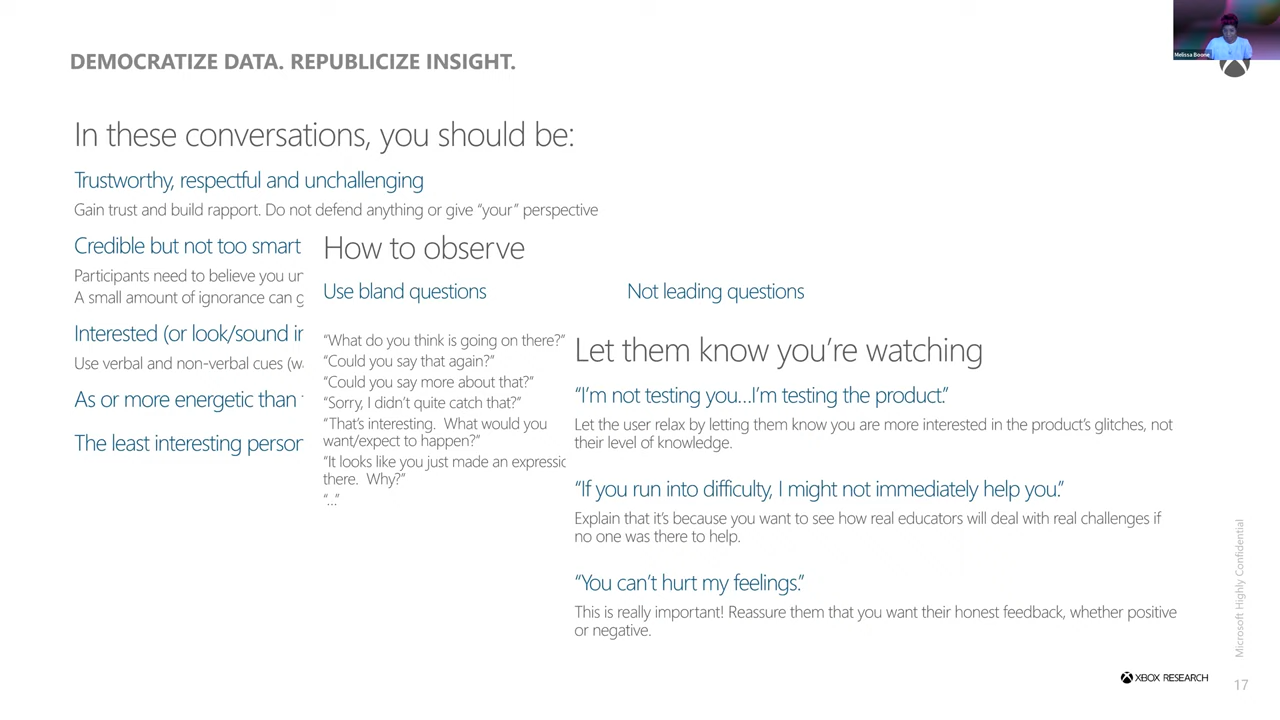 Melissa Boone
DEMOCRATIZE DATA. REPUBLICIZE INSIGHT.
In these conversations, you should be:
Trustworthy, respectful and unchallenging
Gain trust and build rapport. Do not defend anything or give “your” perspective
Credible but not too smart
Participants need to believe you un
A small amount of ignorance can g
Interested (or look/sound in
Use verbal and non-verbal cues (wa
As or more energetic than
The least interesting person
How to observe
Use bland questions
Not leading questions
“What do you think is going on there?”
“Could you say that again?”
“Could you say more about that?”
“Sorry, I didn’t quite catch that?”
“That’s interesting.  What would you
want/expect to happen?”
“It looks like you just made an expressio
there.  Why?”
“…”
Let them know you’re watching
“I’m not testing you…I’m testing the product.”
Let the user relax by letting them know you are more interested in the product’s glitches, not
their level of knowledge.
“If you run into difficulty, I might not immediately help you.”
Explain that it’s because you want to see how real educators will deal with real challenges if
no one was there to help.
“You can’t hurt my feelings.”
This is really important! Reassure them that you want their honest feedback, whether positive
or negative.
Microsoft Highly Confidential
XBOX RESEARCH
17